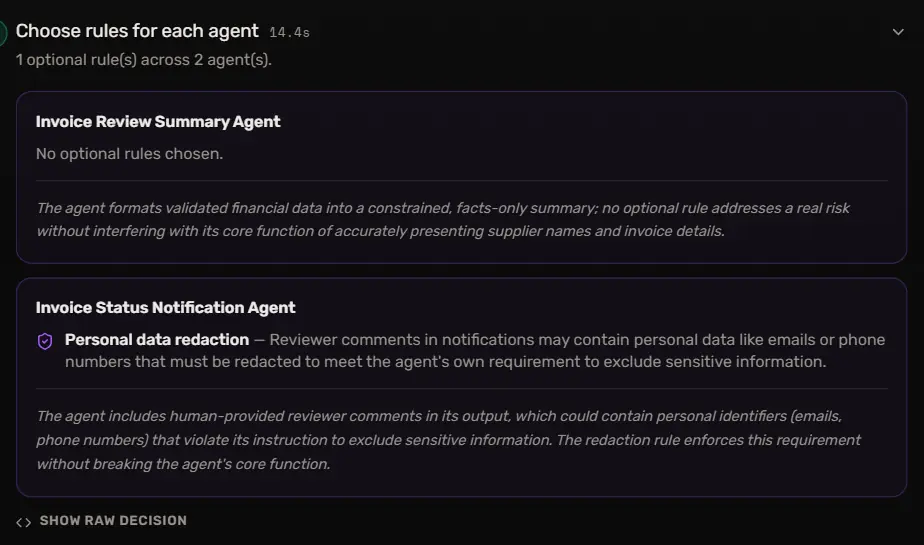 Choose rules for each agent 14.4s
1 optional rule(s) across 2 agent(s).
Invoice Review Summary Agent
No optional rules chosen.
The agent formats validated financial data into a constrained, facts-only summary; no optional rule addresses a real risk
without interfering with its core function of accurately presenting supplier names and invoice details.
Invoice Status Notification Agent
Personal data redaction — Reviewer comments in notifications may contain personal data like emails or phone
numbers that must be redacted to meet the agent's own requirement to exclude sensitive information.
The agent includes human-provided reviewer comments in its output, which could contain personal identifiers (emails,
phone numbers) that violate its instruction to exclude sensitive information. The redaction rule enforces this requirement
without breaking the agent's core function.
<> SHOW RAW DECISION